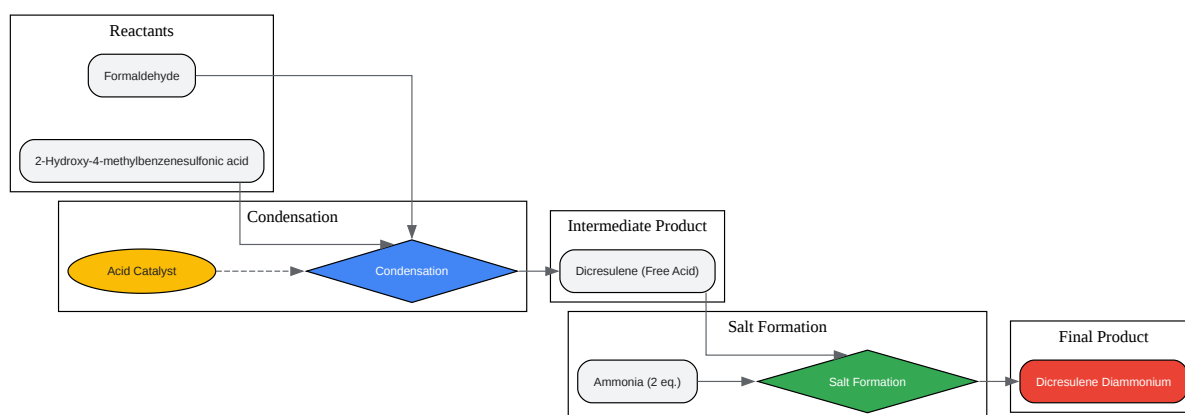 Reactants
Formaldehyde
2-Hydroxy-4-methylbenzenesulfonic acid
Condensation
Acid Catalyst
Condensation
Intermediate Product
Dicresulene (Free Acid)
Salt Formation
Ammonia (2 eq.)
Salt Formation
Final Product
Dicresulene Diammonium